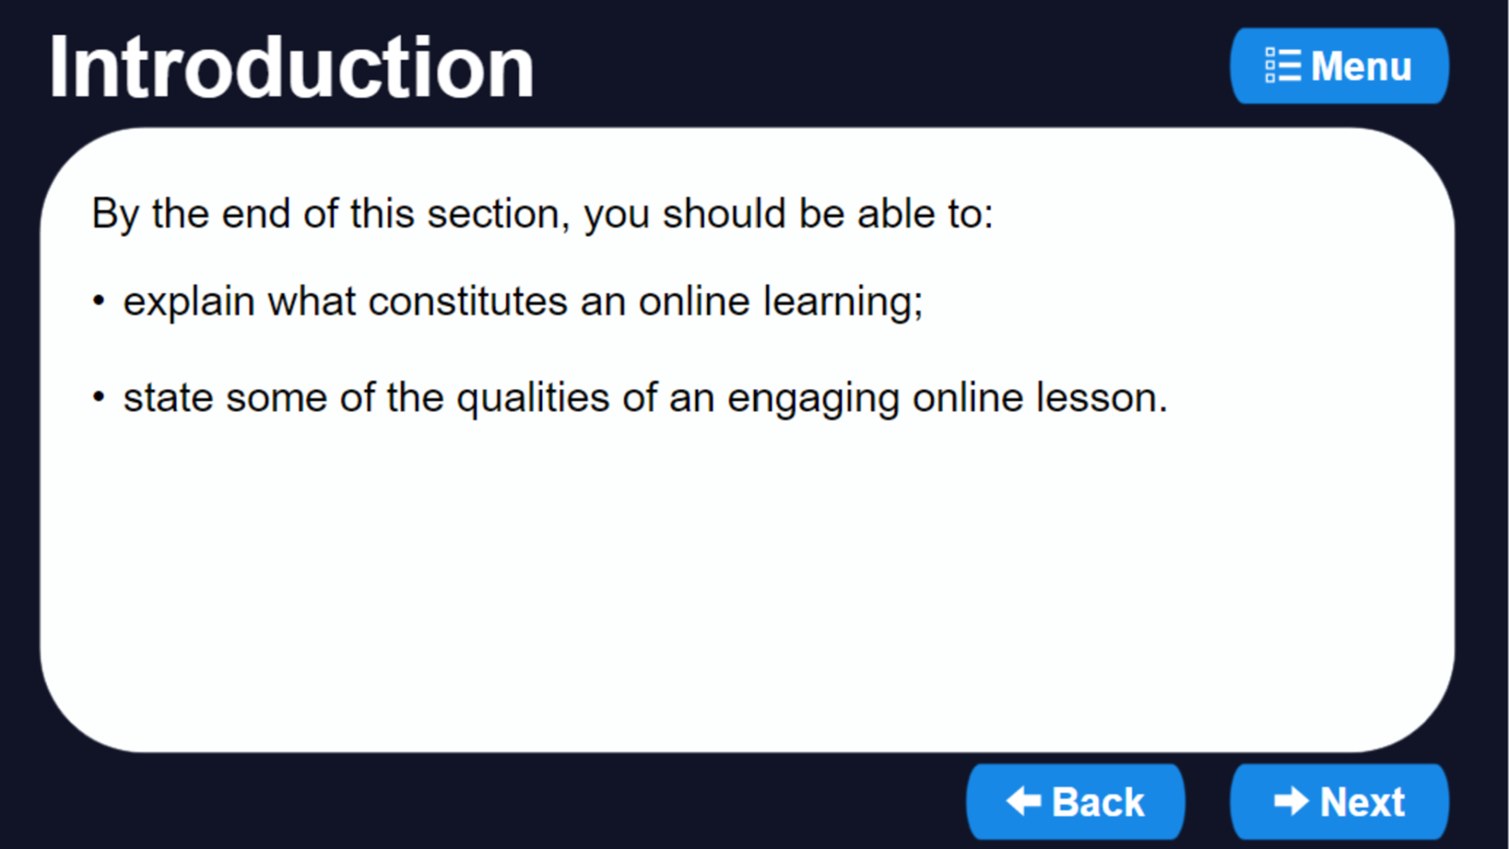 Introduction
Menu
By the end of this section, you should be able to:
• explain what constitutes an online learning;
• state some of the qualities of an engaging online lesson.
Back
Next